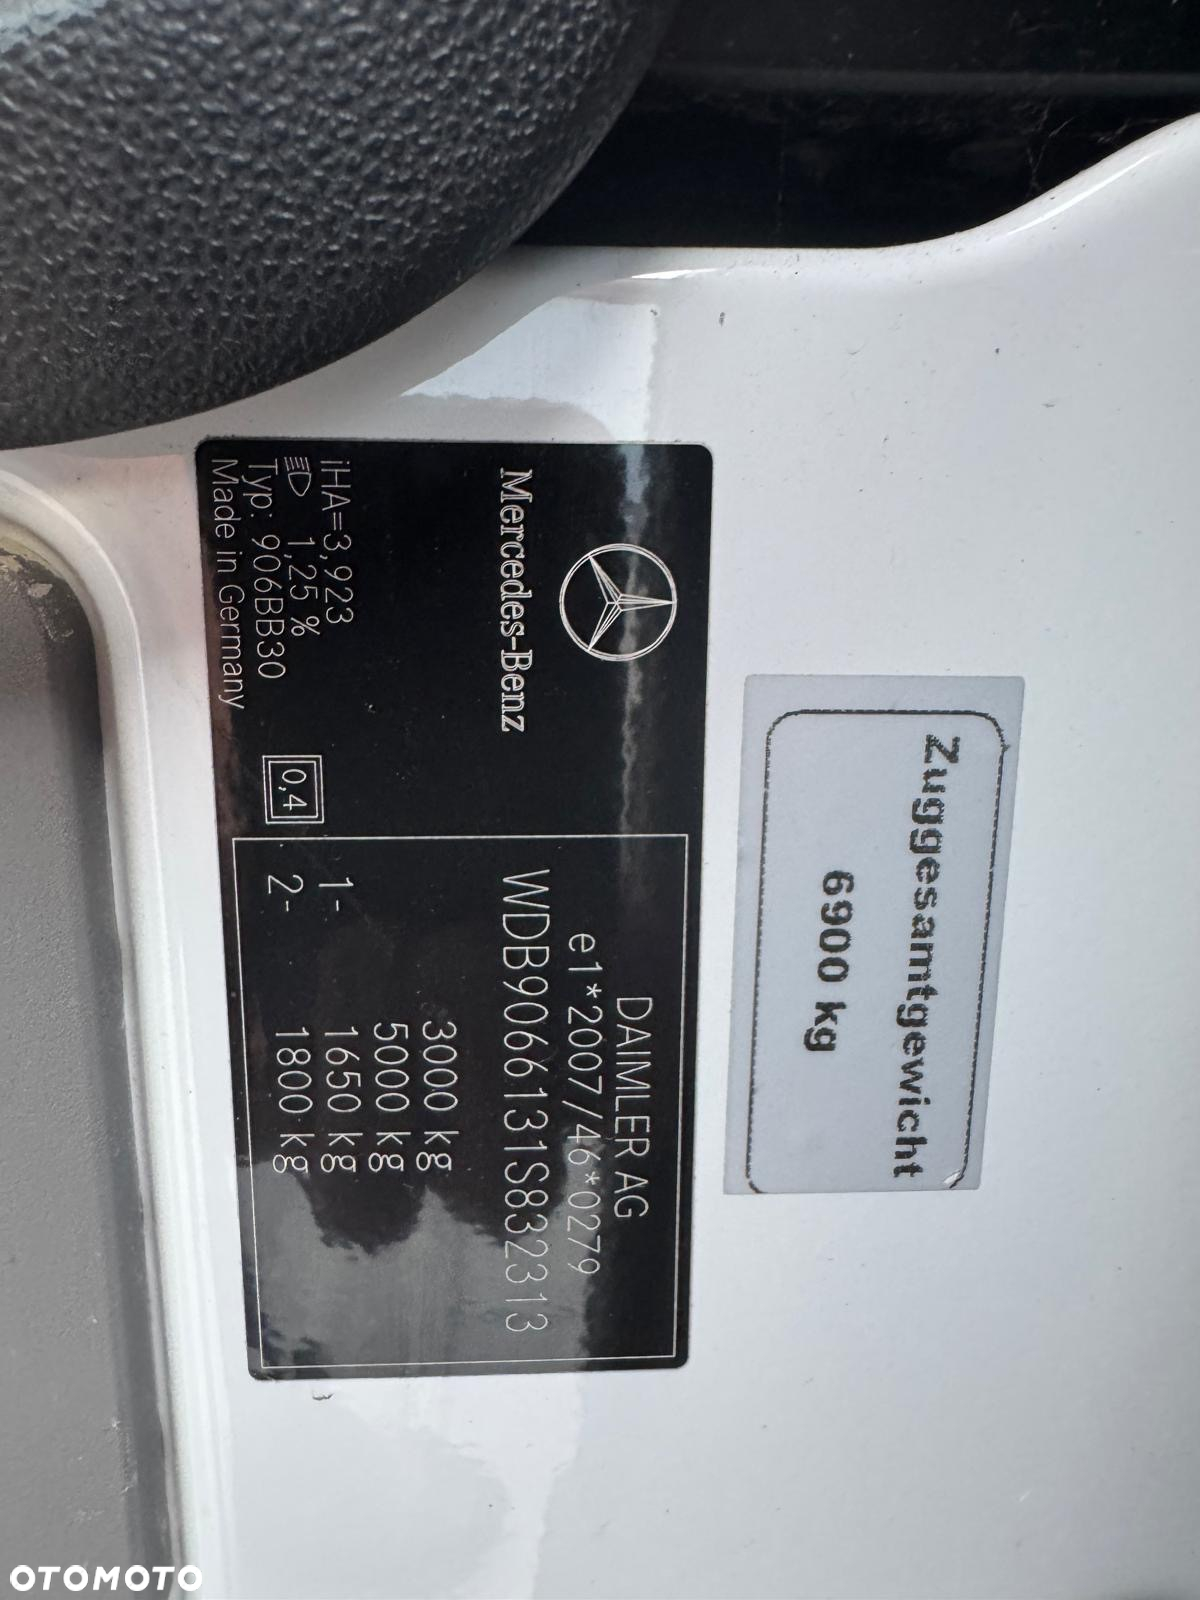 Zuggesamtgewicht
6900 kg
Mercedes-Benz
iHA=3,923
1,25 %
Typ: 906BB30
Made in Germany
0,4
DAIMLER AG
e1*2007/46*0279
WDB9066131S832313
3000 kg
5000 kg
1- 1650 kg
2- 1800 kg
OTOMOTO